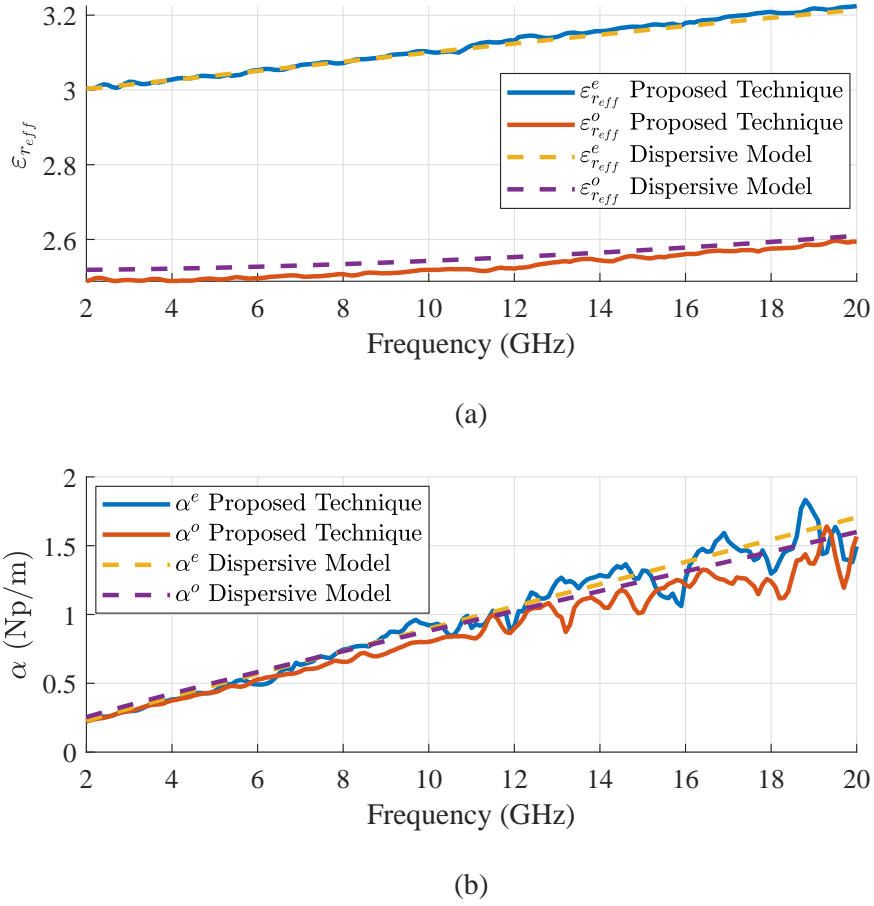 3.2
3
2.8
2.6
ε_{r_{eff}}
ε^e_{r_{eff}} Proposed Technique
ε^o_{r_{eff}} Proposed Technique
ε^e_{r_{eff}} Dispersive Model
ε^o_{r_{eff}} Dispersive Model
2 4 6 8 10 12 14 16 18 20
Frequency (GHz)
(a)
2
1.5
1
0.5
0
α (Np/m)
α^e Proposed Technique
α^o Proposed Technique
α^e Dispersive Model
α^o Dispersive Model
2 4 6 8 10 12 14 16 18 20
Frequency (GHz)
(b)